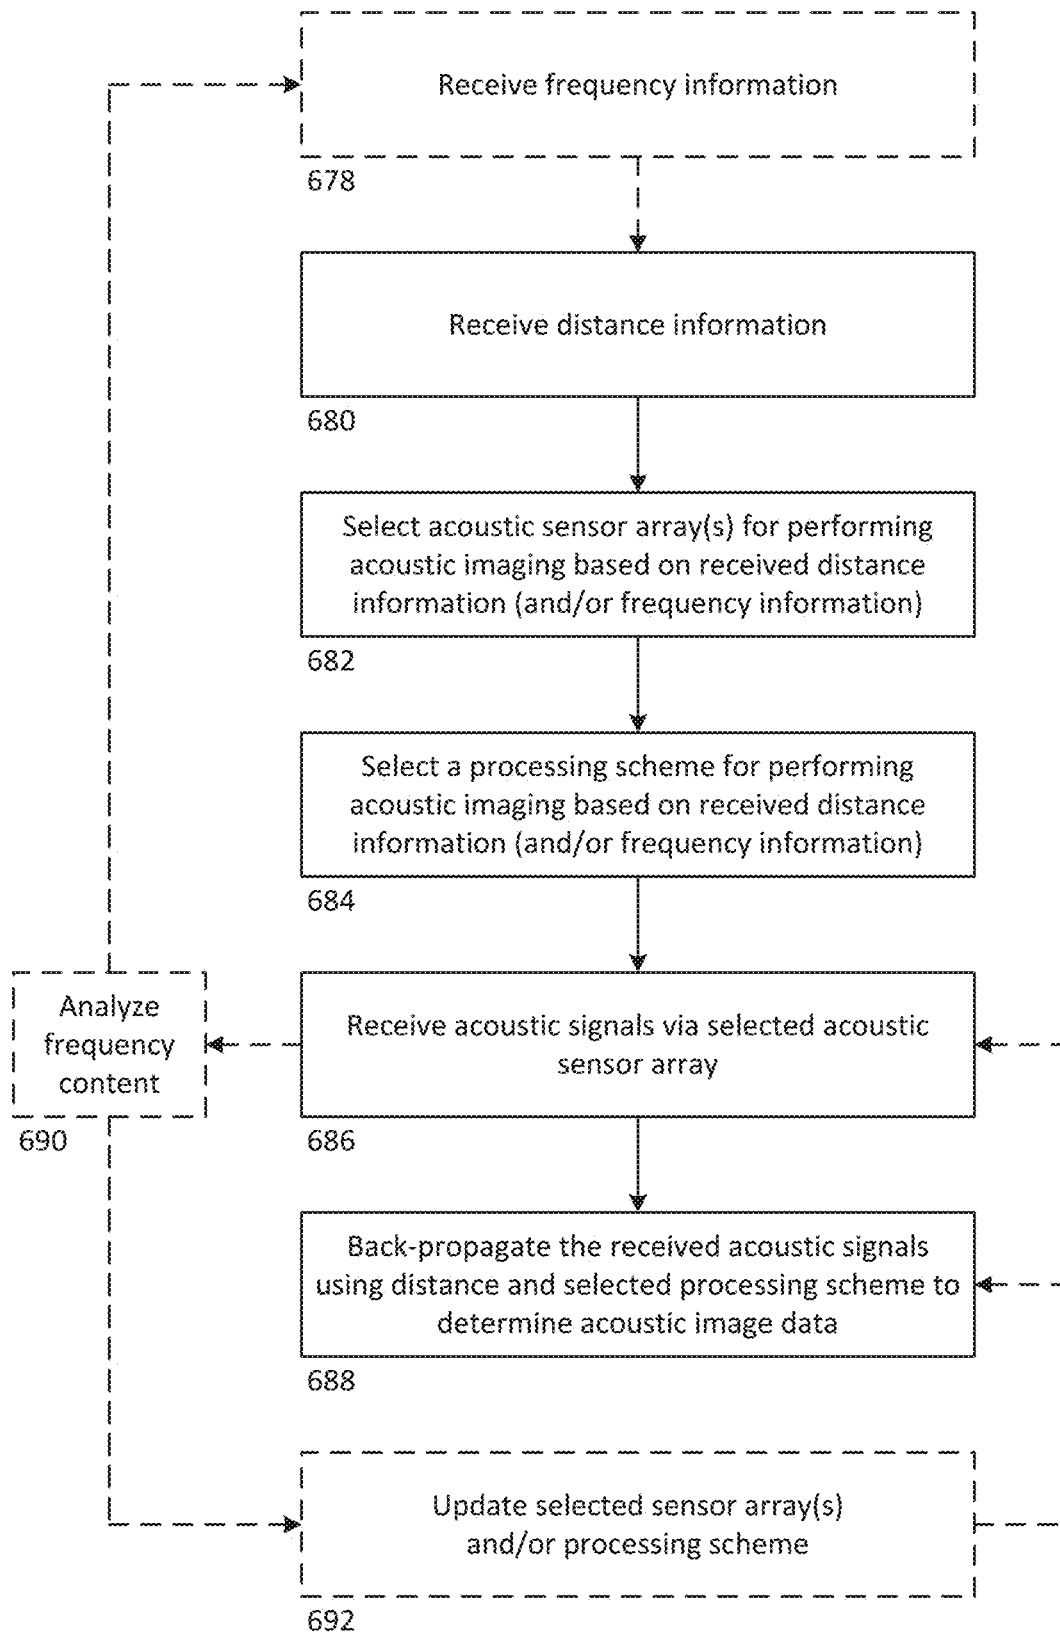 Receive frequency information
678
Receive distance information
680
Select acoustic sensor array(s) for performing
acoustic imaging based on received distance
information (and/or frequency information)
682
Select a processing scheme for performing
acoustic imaging based on received distance
information (and/or frequency information)
684
Analyze
frequency
content
690
Receive acoustic signals via selected acoustic
sensor array
686
Back-propagate the received acoustic signals
using distance and selected processing scheme to
determine acoustic image data
688
Update selected sensor array(s)
and/or processing scheme
692